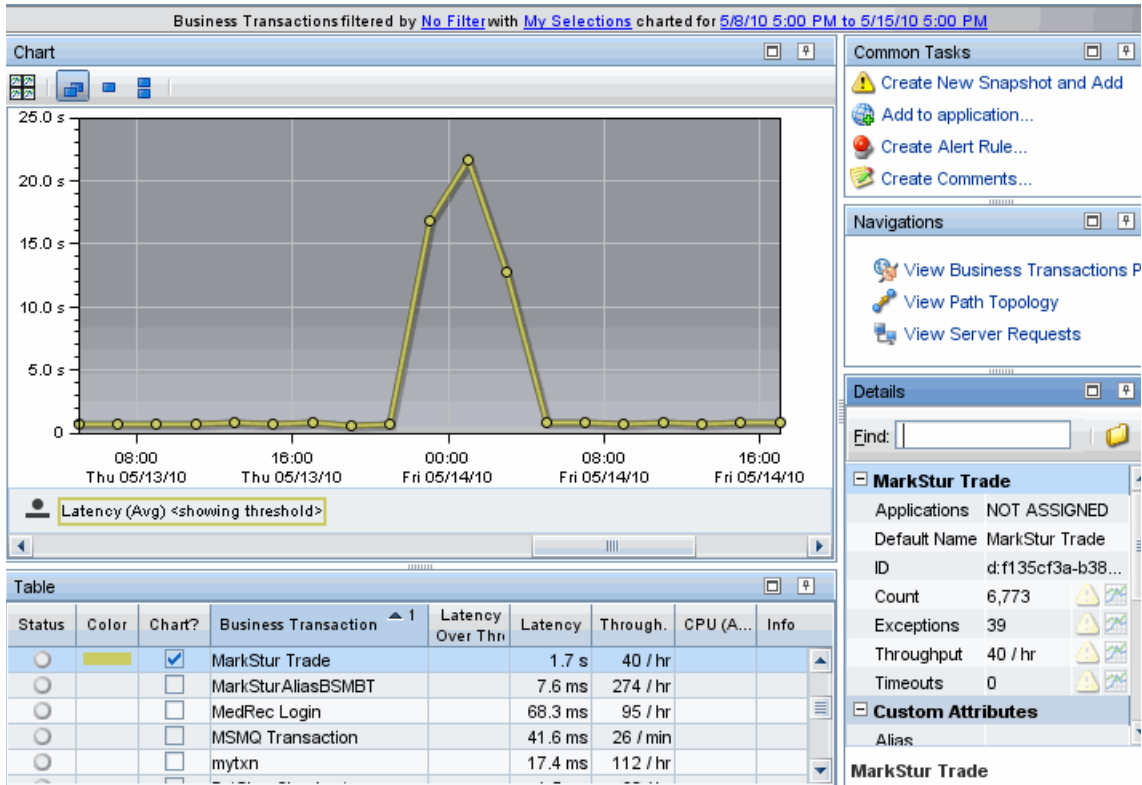 Business Transactions filtered by No Filter with My Selections charted for 5/8/10 5:00 PM to 5/15/10 5:00 PM
Chart
25.0 s
20.0 s
15.0 s
10.0 s
5.0 s
0
08:00 16:00 00:00 08:00 16:00
Thu 05/13/10 Thu 05/13/10 Fri 05/14/10 Fri 05/14/10 Fri 05/14/10
Latency (Avg) <showing threshold>
Table
Status Color Chart? Business Transaction 1 Latency Over Thr Latency Through. CPU (A... Info
MarkStur Trade 1.7 s 40 / hr
MarkSturAliasBSMBT 7.6 ms 274 / hr
MedRec Login 68.3 ms 95 / hr
MSMQ Transaction 41.6 ms 26 / min
mytxn 17.4 ms 112 / hr
Common Tasks
Create New Snapshot and Add
Add to application...
Create Alert Rule...
Create Comments...
Navigations
View Business Transactions P
View Path Topology
View Server Requests
Details
Find:
MarkStur Trade
Applications NOT ASSIGNED
Default Name MarkStur Trade
ID d:f135cf3a-b38...
Count 6,773
Exceptions 39
Throughput 40 / hr
Timeouts 0
Custom Attributes
Alias
MarkStur Trade